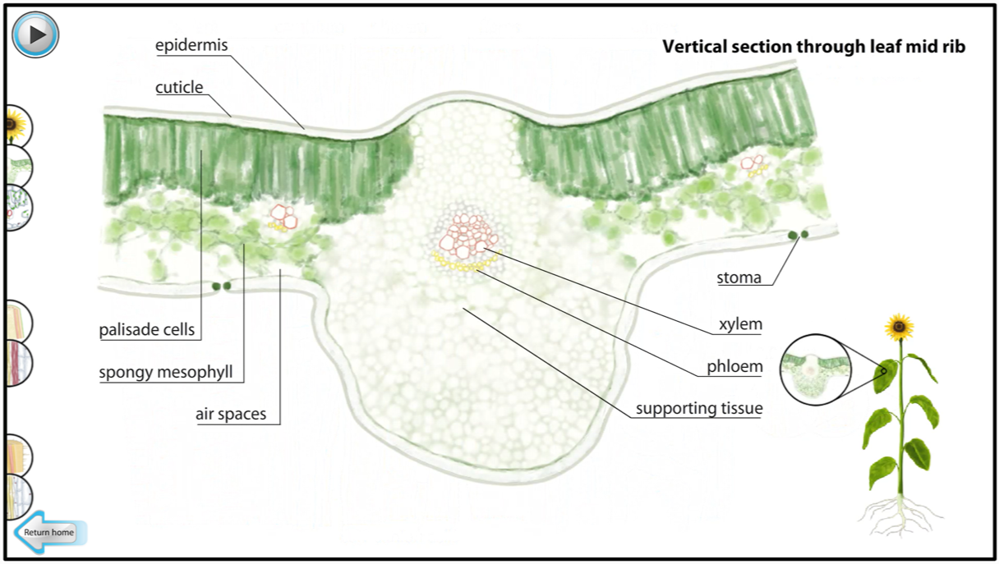 Vertical section through leaf mid rib
epidermis
cuticle
palisade cells
spongy mesophyll
air spaces
stoma
xylem
phloem
supporting tissue
Return home